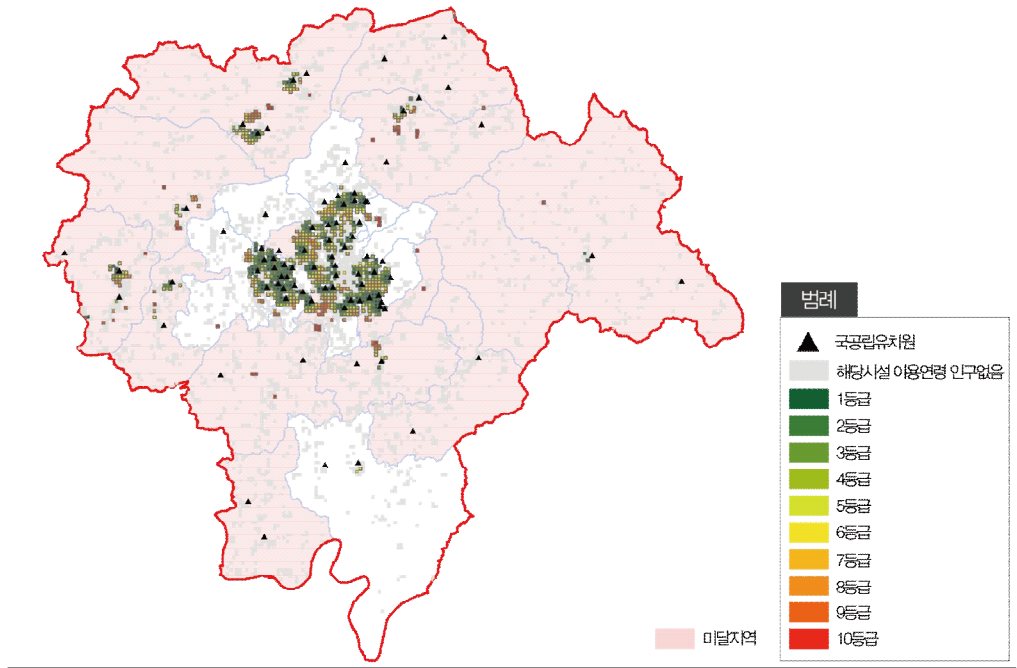 범례
국공립유치원
해당시설 이용연령 인구없음
1등급
2등급
3등급
4등급
5등급
6등급
7등급
8등급
9등급
10등급
미달지역